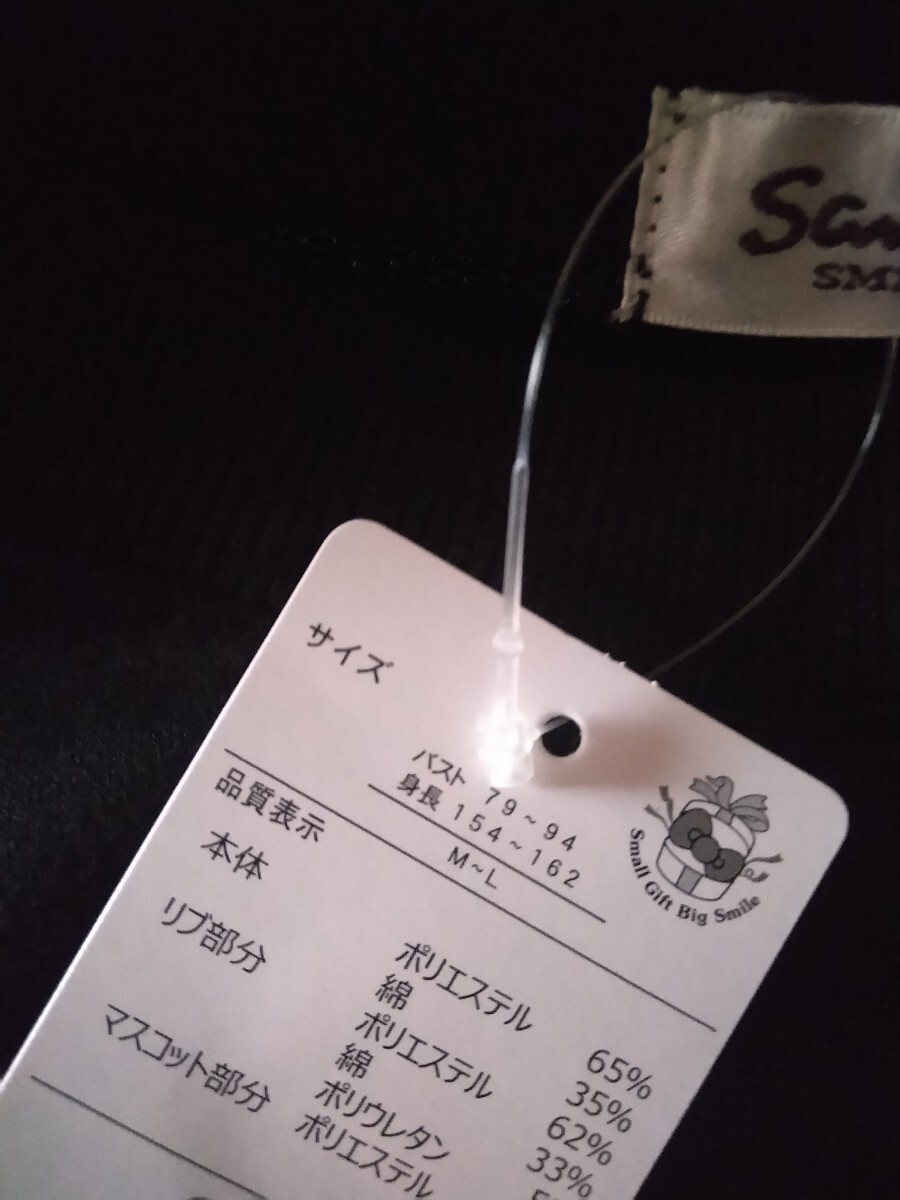 San
SMI
サイズ
バスト 79~94
身長 154~162
M~L
Small Gift Big Smile
品質表示
本体
ポリエステル 65%
綿 35%
リブ部分
ポリエステル 62%
綿 33%
ポリウレタン 5
マスコット部分
ポリエステル